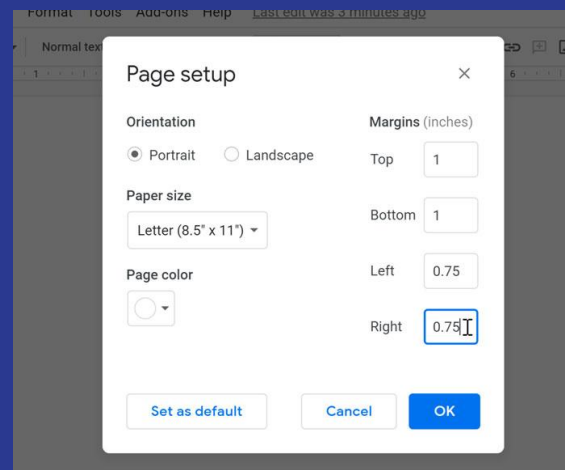 Format Tools Add-ons Help Last edit was 3 minutes ago
Normal text
1 6
Page setup
Orientation
Portrait Landscape
Paper size
Letter (8.5" x 11")
Page color
Margins (inches)
Top 1
Bottom 1
Left 0.75
Right 0.75
Set as default Cancel OK